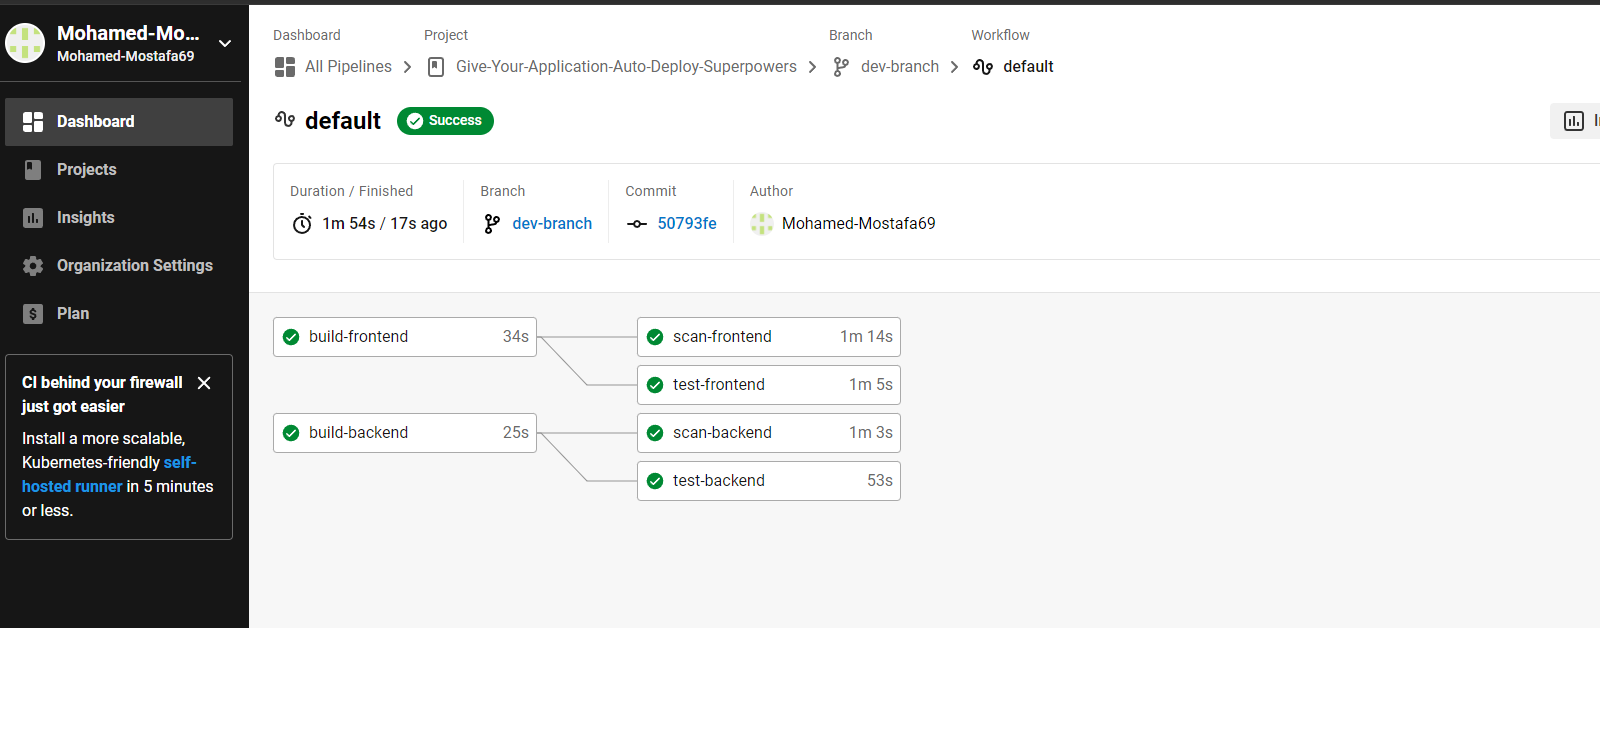 Mohamed-Mo...
Mohamed-Mostafa69
Dashboard
Projects
Insights
Organization Settings
Plan
CI behind your firewall
just got easier
Install a more scalable,
Kubernetes-friendly self-
hosted runner in 5 minutes
or less.
Dashboard Project Branch Workflow
All Pipelines Give-Your-Application-Auto-Deploy-Superpowers dev-branch default
default Success
Duration / Finished Branch Commit Author
1m 54s / 17s ago dev-branch 50793fe Mohamed-Mostafa69
build-frontend 34s scan-frontend 1m 14s
test-frontend 1m 5s
build-backend 25s scan-backend 1m 3s
test-backend 53s